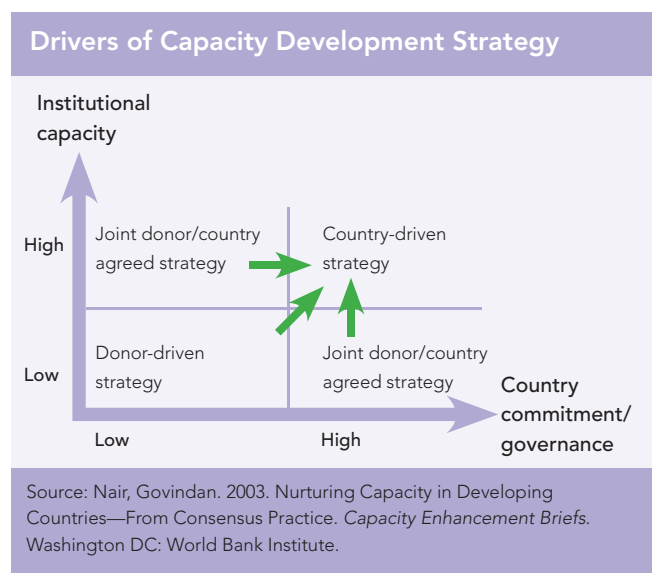 Drivers of Capacity Development Strategy
Institutional
capacity
High
Joint donor/country
agreed strategy
Country-driven
strategy
Low
Donor-driven
strategy
Joint donor/country
agreed strategy
Country
commitment/
governance
Low
High
Source: Nair, Govindan. 2003. Nurturing Capacity in Developing
Countries—From Consensus Practice. Capacity Enhancement Briefs.
Washington DC: World Bank Institute.